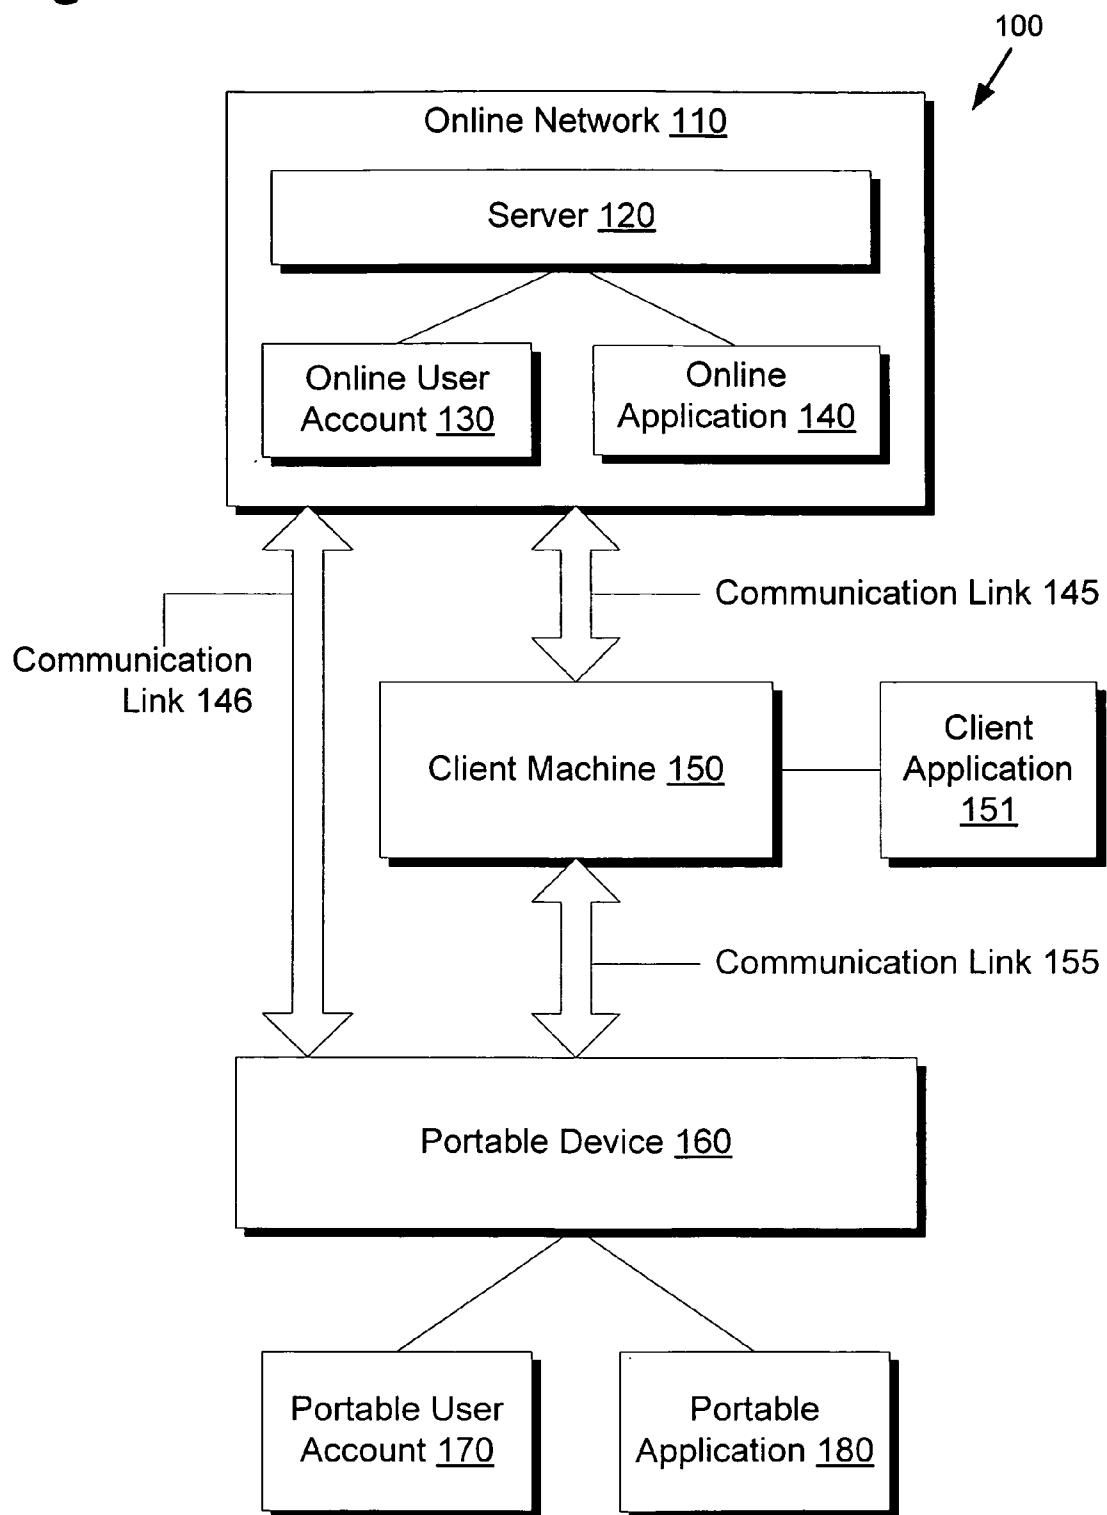 100
Online Network 110
Server 120
Online User
Account 130
Online
Application 140
Communication Link 145
Communication
Link 146
Client Machine 150
Client
Application
151
Communication Link 155
Portable Device 160
Portable User
Account 170
Portable
Application 180